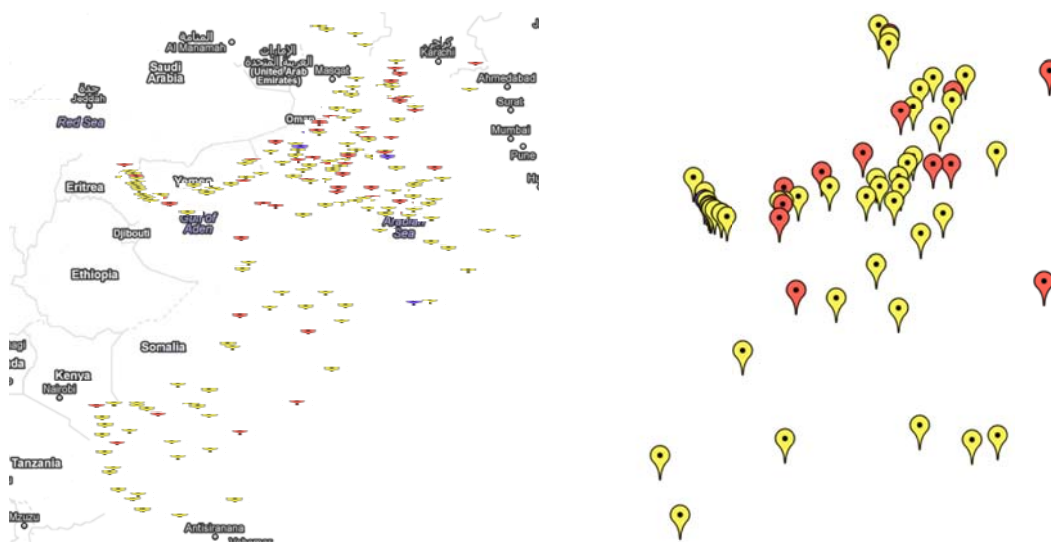 المنامة
Al Manamah
Saudi
Arabia
جدة
Jeddah
Red Sea
الإمارات
العربية المتحدة
(United Arab
Emirates)
Masqat
كراچی
Karachi
Ahmedabad
Surat
Mumbai
Pune
Oman
Yemen
Eritrea
Gulf of
Aden
Djibouti
Arabian
Sea
Ethiopia
Somalia
Kenya
Nairobi
Tanzania
Mzuzu
Antisiranana